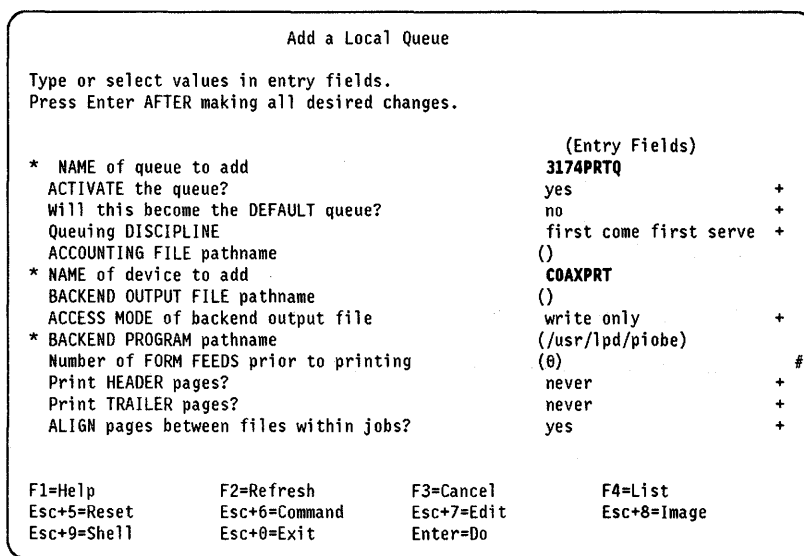 Add a Local Queue
Type or select values in entry fields.
Press Enter AFTER making all desired changes.
(Entry Fields)
* NAME of queue to add 3174PRTQ
ACTIVATE the queue? yes +
Will this become the DEFAULT queue? no +
Queuing DISCIPLINE first come first serve +
ACCOUNTING FILE pathname ()
* NAME of device to add COAXPRT
BACKEND OUTPUT FILE pathname ()
ACCESS MODE of backend output file write only +
* BACKEND PROGRAM pathname (/usr/lpd/piobe)
Number of FORM FEEDS prior to printing (0) #
Print HEADER pages? never +
Print TRAILER pages? never +
ALIGN pages between files within jobs? yes +
F1=Help F2=Refresh F3=Cancel F4=List
Esc+5=Reset Esc+6=Command Esc+7=Edit Esc+8=Image
Esc+9=Shell Esc+0=Exit Enter=Do